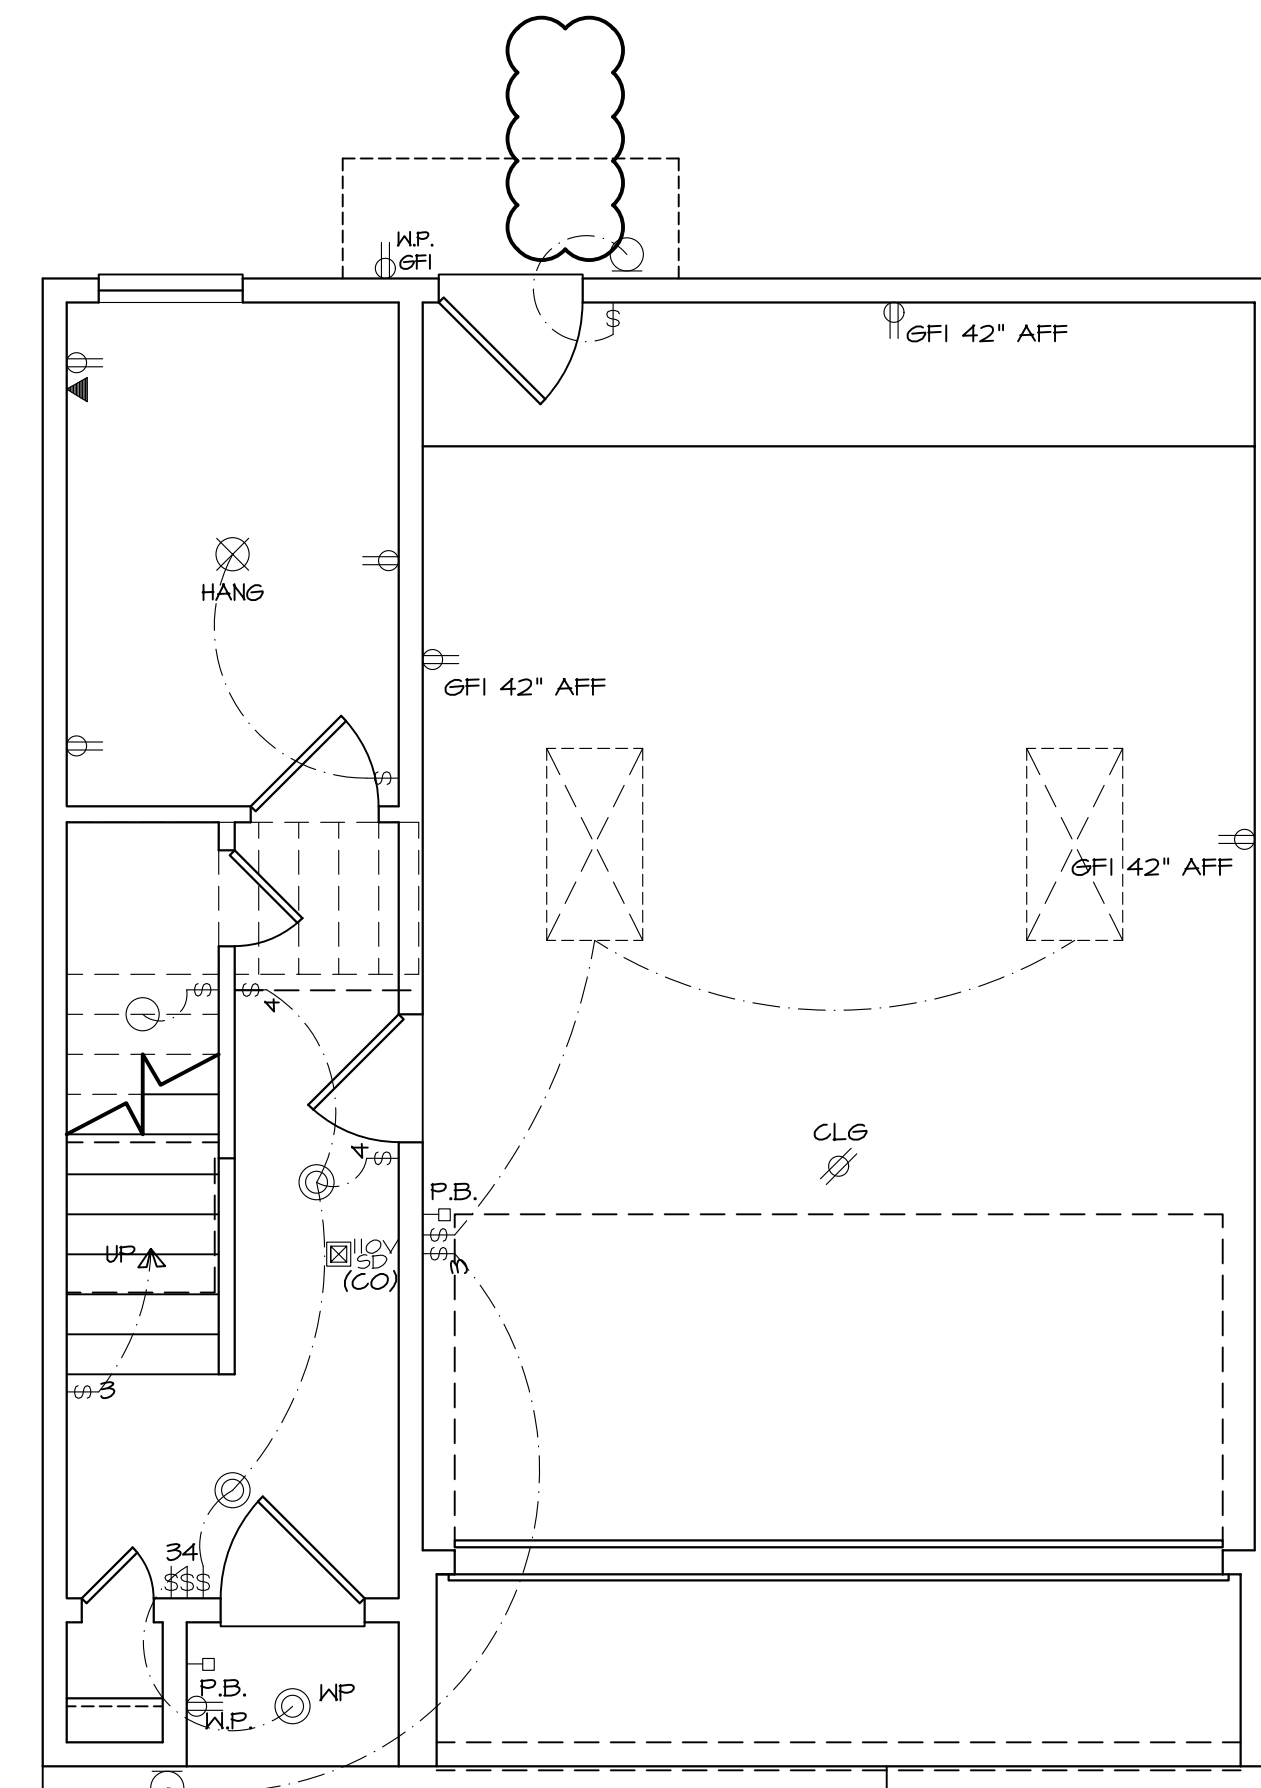 W.P.
GFI
S
GFI 42" AFF
HANG
GFI 42" AFF
S
GFI 42" AFF
S
S
4
CLG
4
S
P.B.
S
S
3
UP
110V
SD
(CO)
S 3
34
SSS
P.B.
W.P.
WP